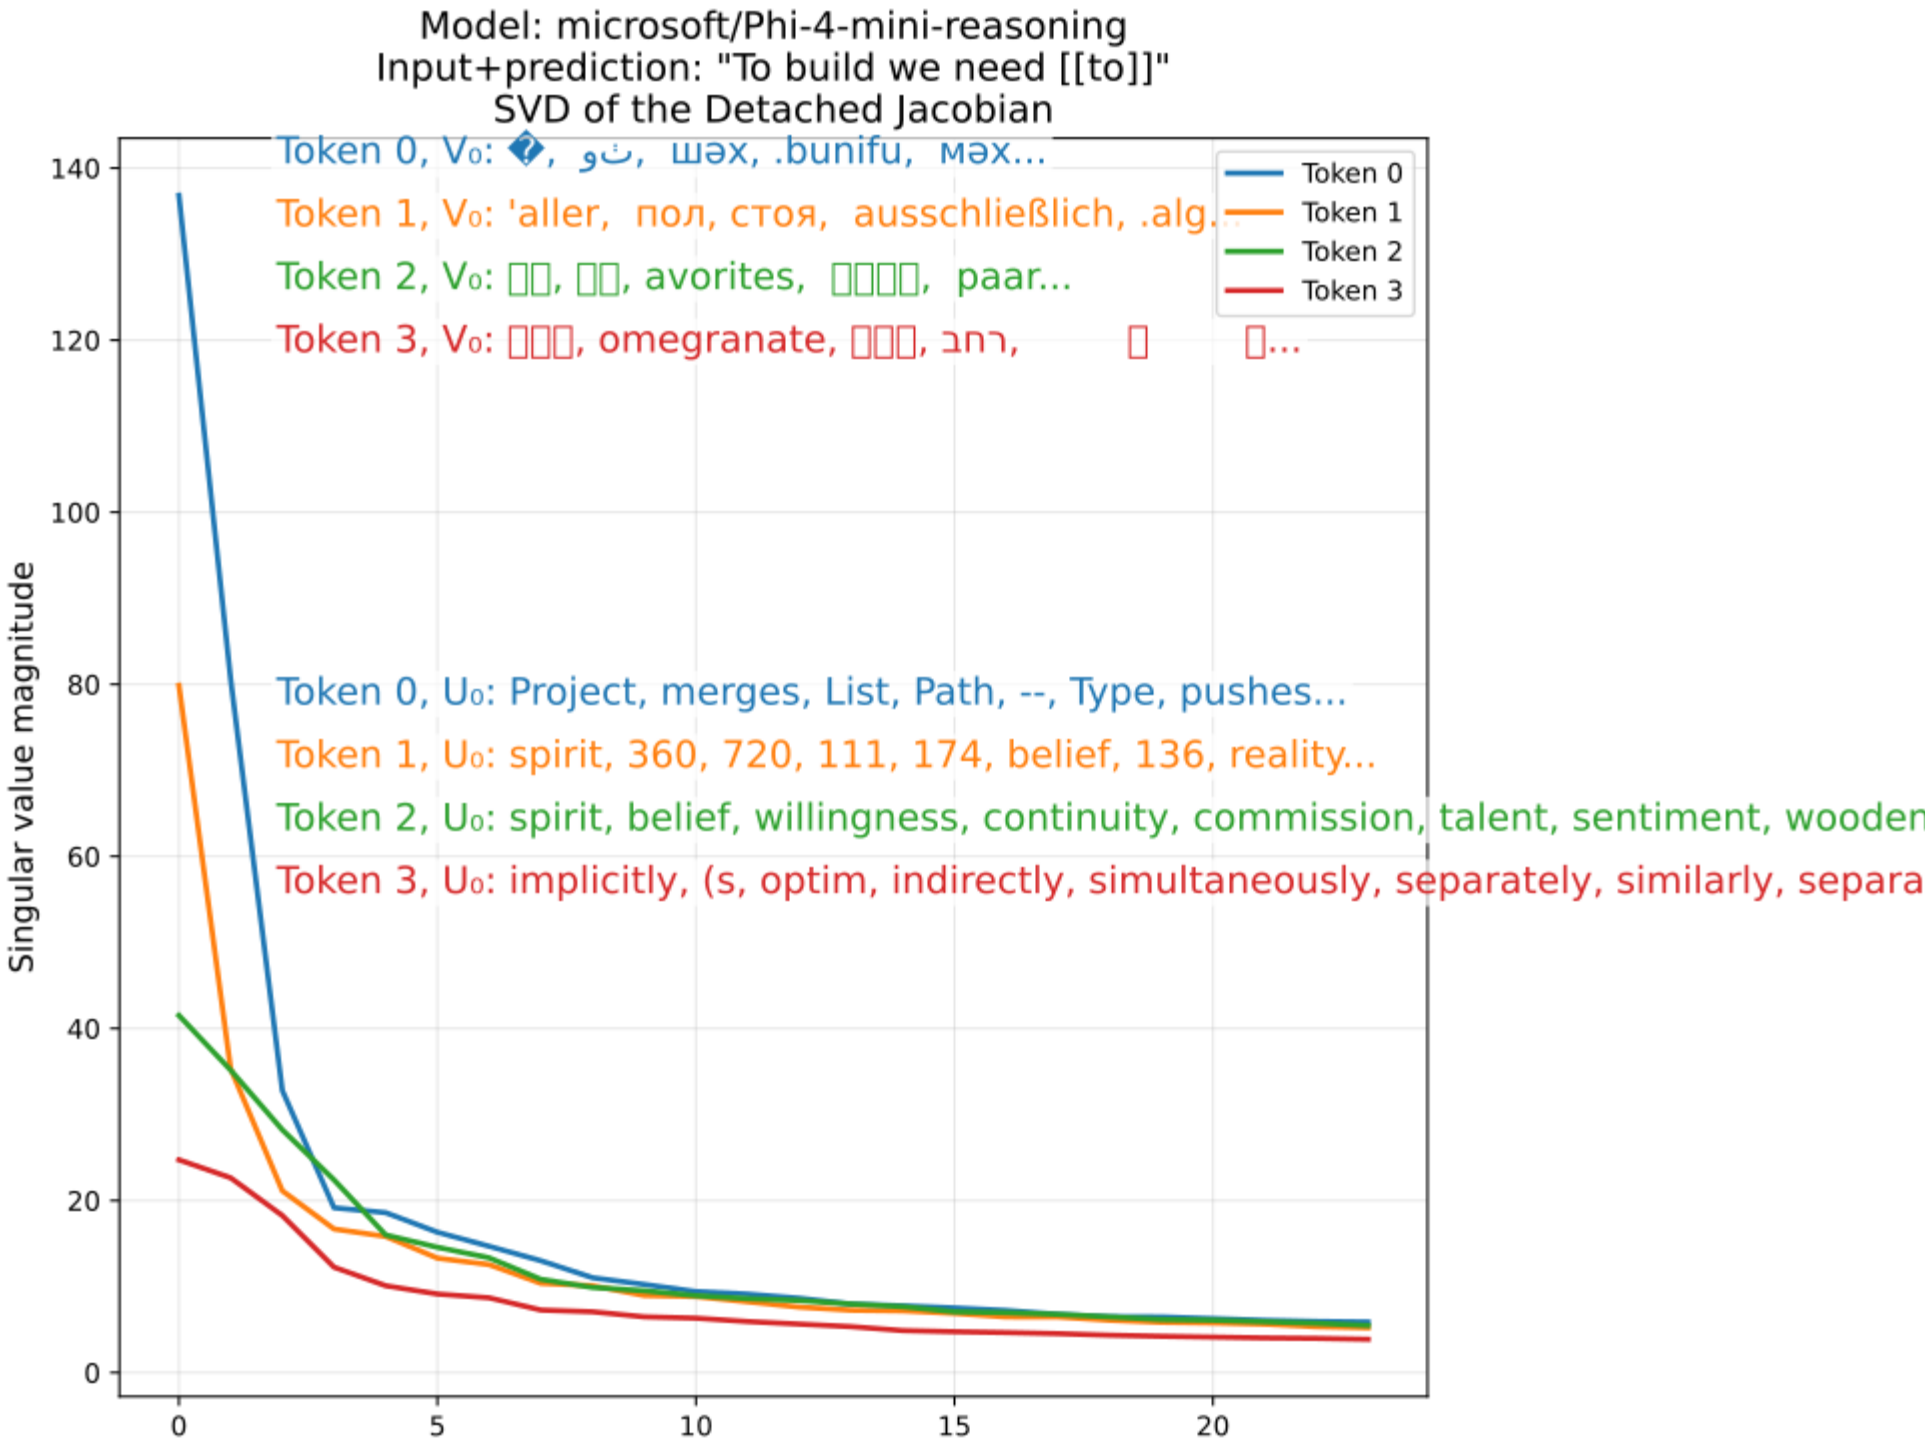 Model: microsoft/Phi-4-mini-reasoning
Input+prediction: "To build we need [[to]]"
SVD of the Detached Jacobian
Token 0, V₀: �, ثو, шәх, .bunifu, мәх...
Token 1, V₀: 'aller, пол, стоя, ausschließlich, .alg...
Token 2, V₀: , , avorites, , paar...
Token 3, V₀: , omegranate, , רחב, ...
Token 0
Token 1
Token 2
Token 3
Token 0, U₀: Project, merges, List, Path, --, Type, pushes...
Token 1, U₀: spirit, 360, 720, 111, 174, belief, 136, reality...
Token 2, U₀: spirit, belief, willingness, continuity, commission, talent, sentiment, wooden
Token 3, U₀: implicitly, (s, optim, indirectly, simultaneously, separately, similarly, separa
Singular value magnitude
140
120
100
80
60
40
20
0
0 5 10 15 20